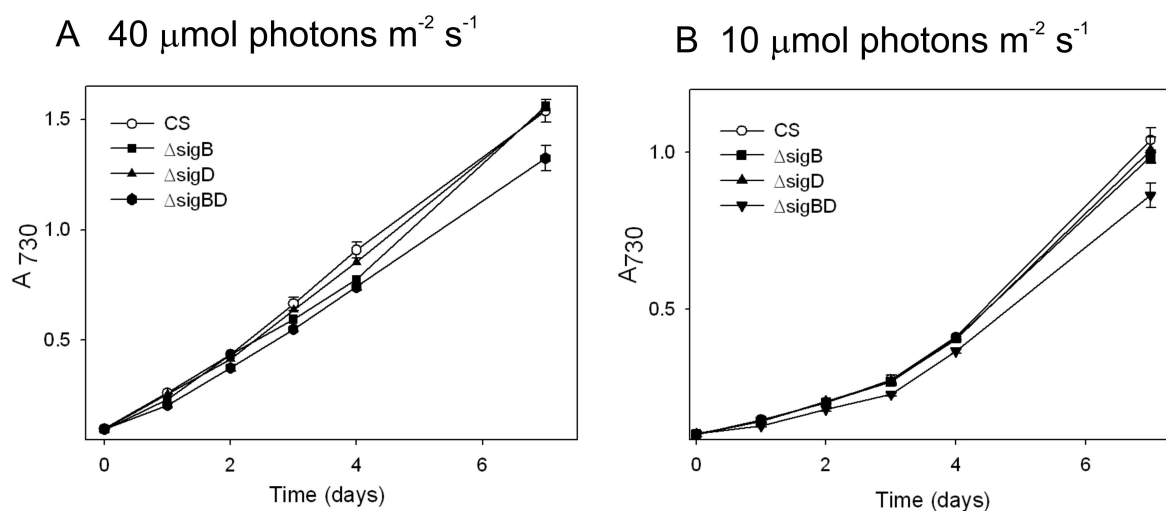 A 40 μmol photons m⁻² s⁻¹
CS
ΔsigB
ΔsigD
ΔsigBD
1.5
1.0
0.5
A730
0 2 4 6
Time (days)
B 10 μmol photons m⁻² s⁻¹
CS
ΔsigB
ΔsigD
ΔsigBD
1.0
0.5
A730
0 2 4 6
Time (days)